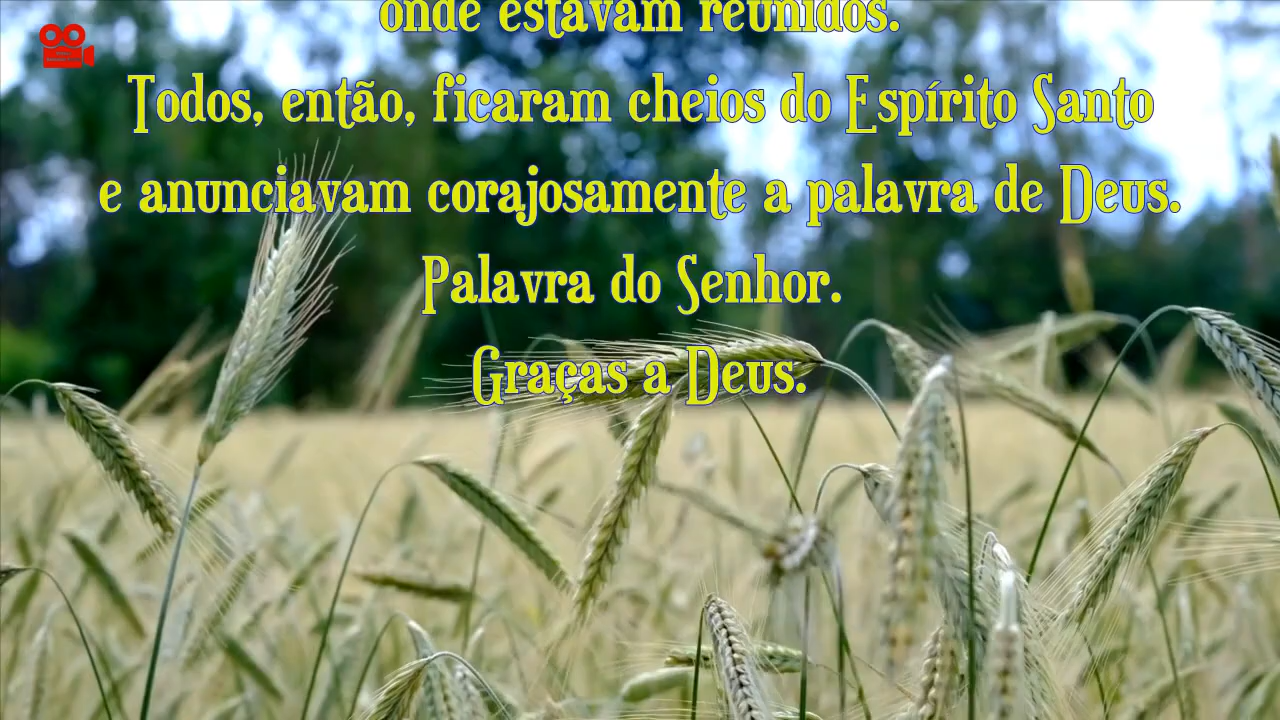 onde estavam reunidos.
Todos, então, ficaram cheios do Espírito Santo
e anunciavam corajosamente a palavra de Deus.
Palavra do Senhor.
Graças a Deus.